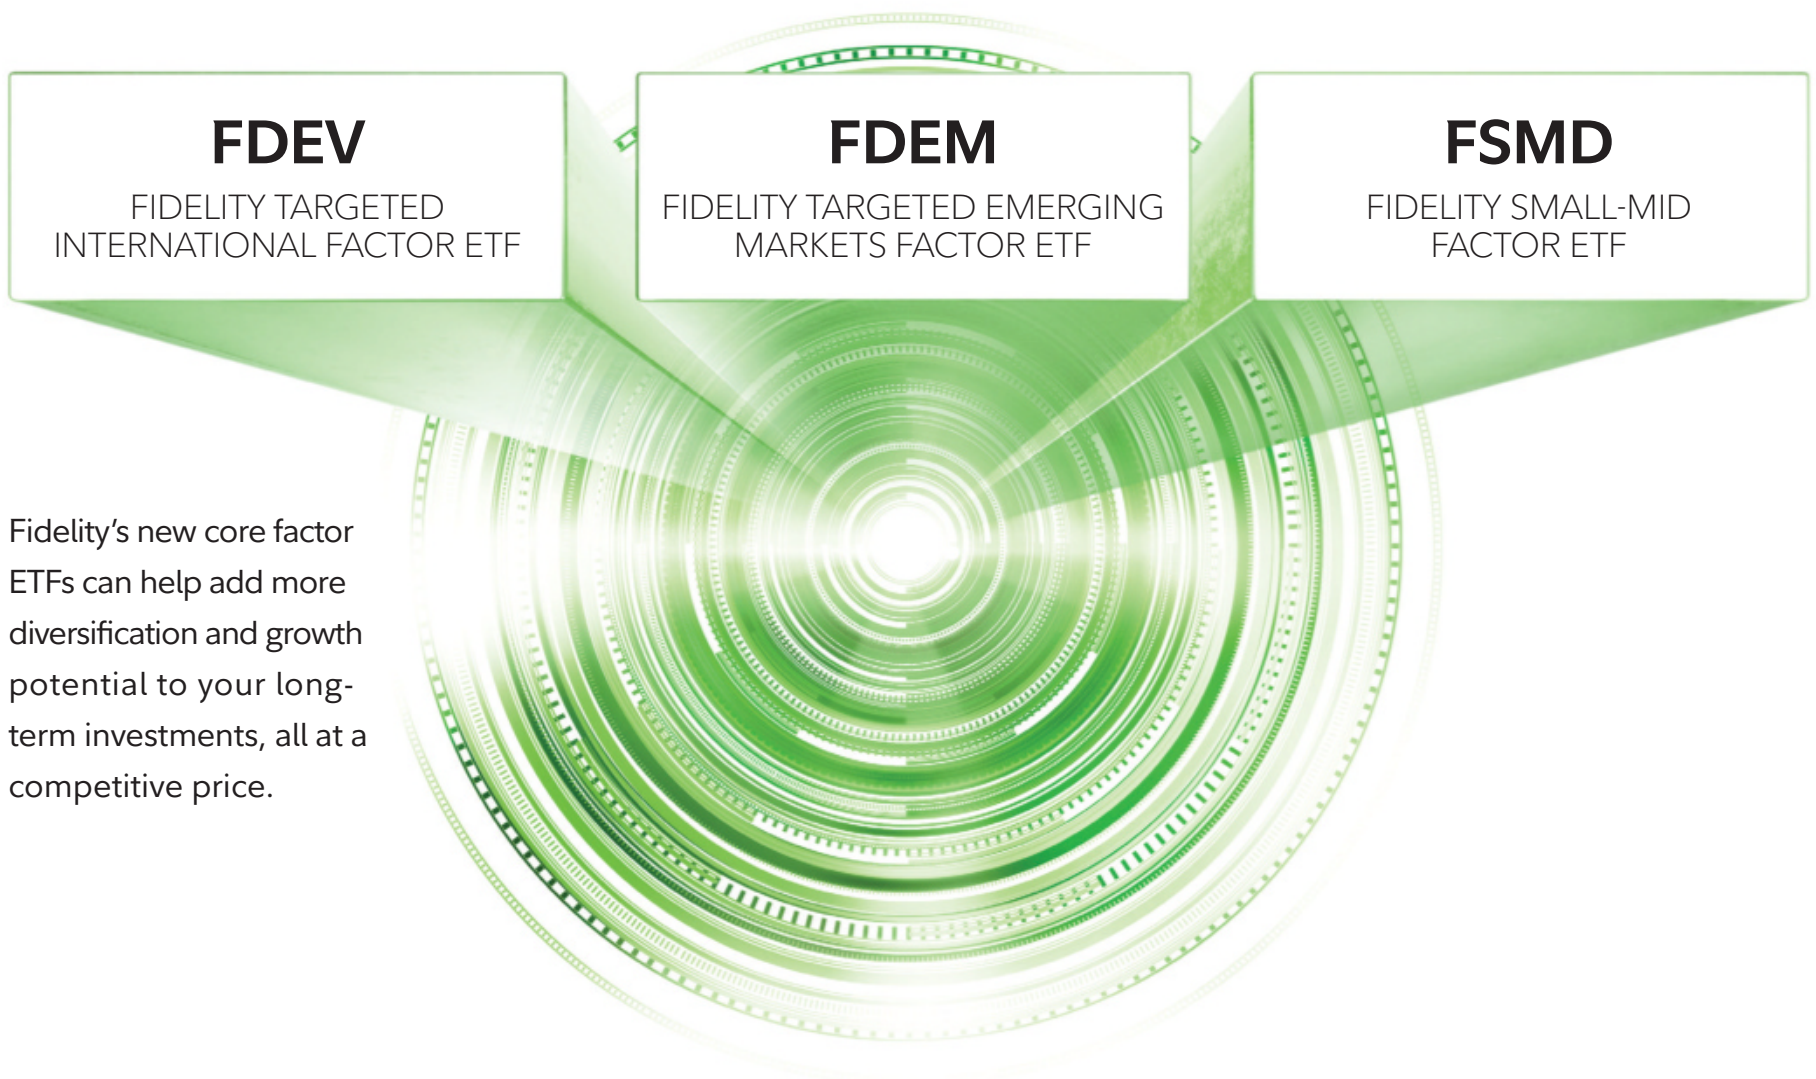 FDEV
FIDELITY TARGETED
INTERNATIONAL FACTOR ETF
FDEM
FIDELITY TARGETED EMERGING
MARKETS FACTOR ETF
FSMD
FIDELITY SMALL-MID
FACTOR ETF
Fidelity’s new core factor
ETFs can help add more
diversification and growth
potential to your long-
term investments, all at a
competitive price.